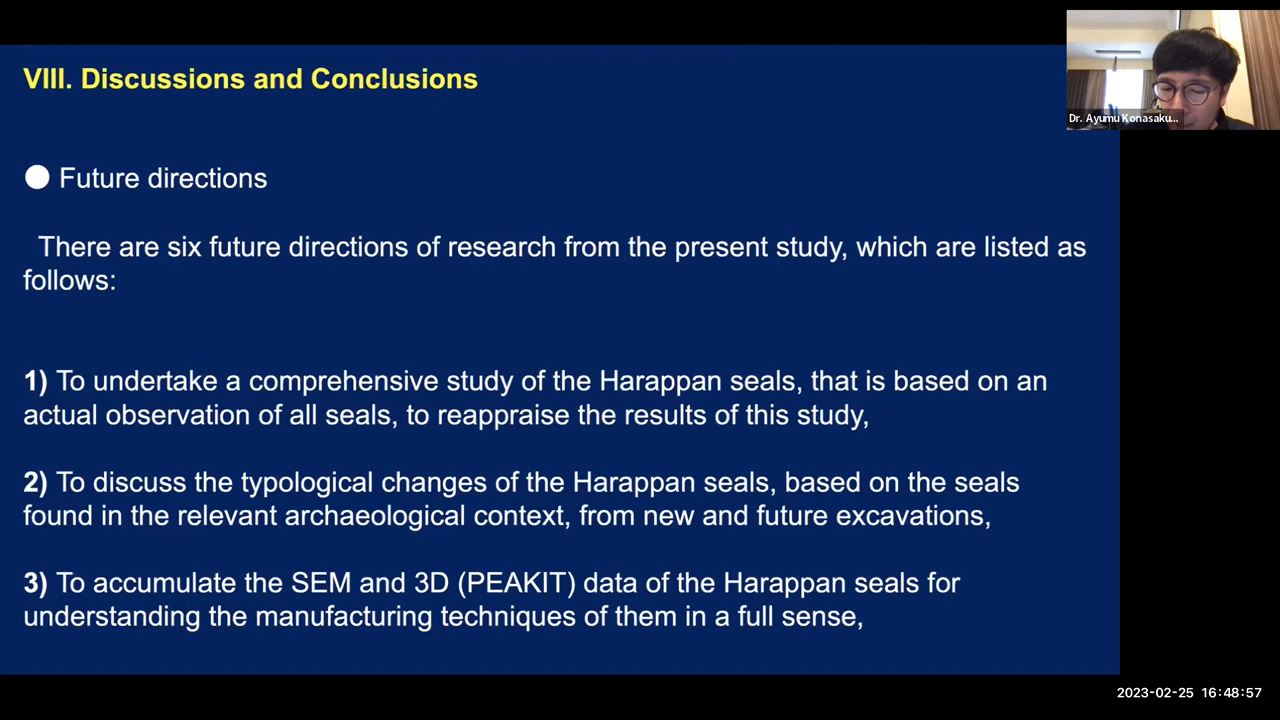 VIII. Discussions and Conclusions
Dr. Ayumu Konasaku...
● Future directions
There are six future directions of research from the present study, which are listed as
follows:
1) To undertake a comprehensive study of the Harappan seals, that is based on an
actual observation of all seals, to reappraise the results of this study,
2) To discuss the typological changes of the Harappan seals, based on the seals
found in the relevant archaeological context, from new and future excavations,
3) To accumulate the SEM and 3D (PEAKIT) data of the Harappan seals for
understanding the manufacturing techniques of them in a full sense,
2023-02-25 16:48:57